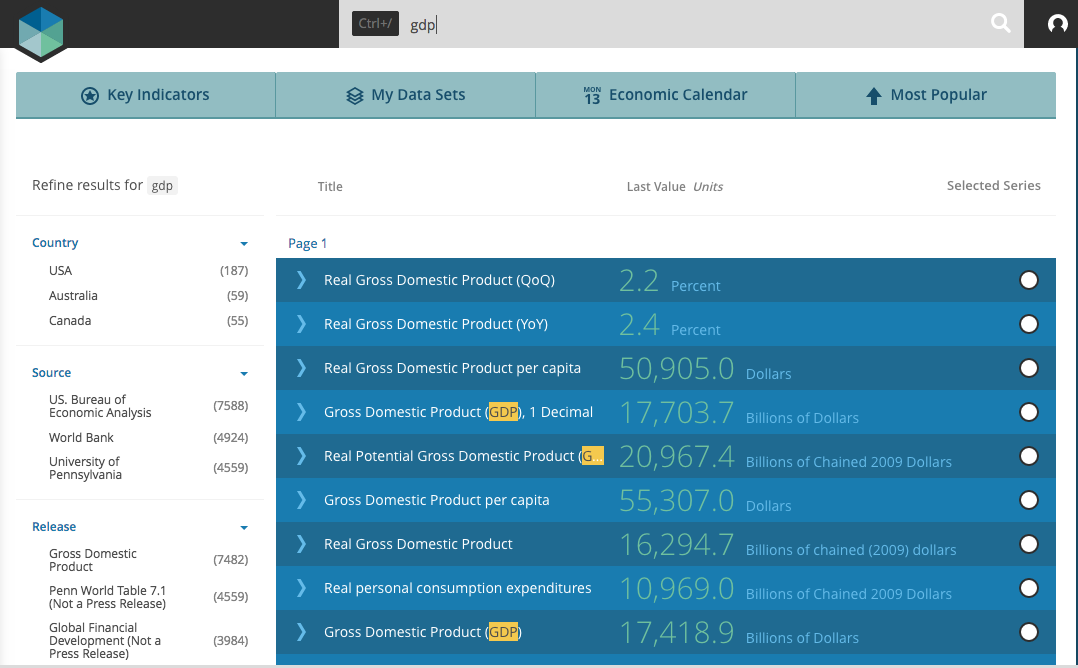 Ctrl+/ gdp
Key Indicators
My Data Sets
MON 13 Economic Calendar
Most Popular
Refine results for gdp
Title Last Value Units Selected Series
Country
USA (187)
Australia (59)
Canada (55)
Source
US. Bureau of
Economic Analysis (7588)
World Bank (4924)
University of
Pennsylvania (4559)
Release
Gross Domestic
Product (7482)
Penn World Table 7.1
(Not a Press Release) (4559)
Global Financial
Development (Not a
Press Release) (3984)
Page 1
Real Gross Domestic Product (QoQ) 2.2 Percent
Real Gross Domestic Product (YoY) 2.4 Percent
Real Gross Domestic Product per capita 50,905.0 Dollars
Gross Domestic Product (GDP), 1 Decimal 17,703.7 Billions of Dollars
Real Potential Gross Domestic Product (G... 20,967.4 Billions of Chained 2009 Dollars
Gross Domestic Product per capita 55,307.0 Dollars
Real Gross Domestic Product 16,294.7 Billions of chained (2009) dollars
Real personal consumption expenditures 10,969.0 Billions of Chained 2009 Dollars
Gross Domestic Product (GDP) 17,418.9 Billions of Dollars